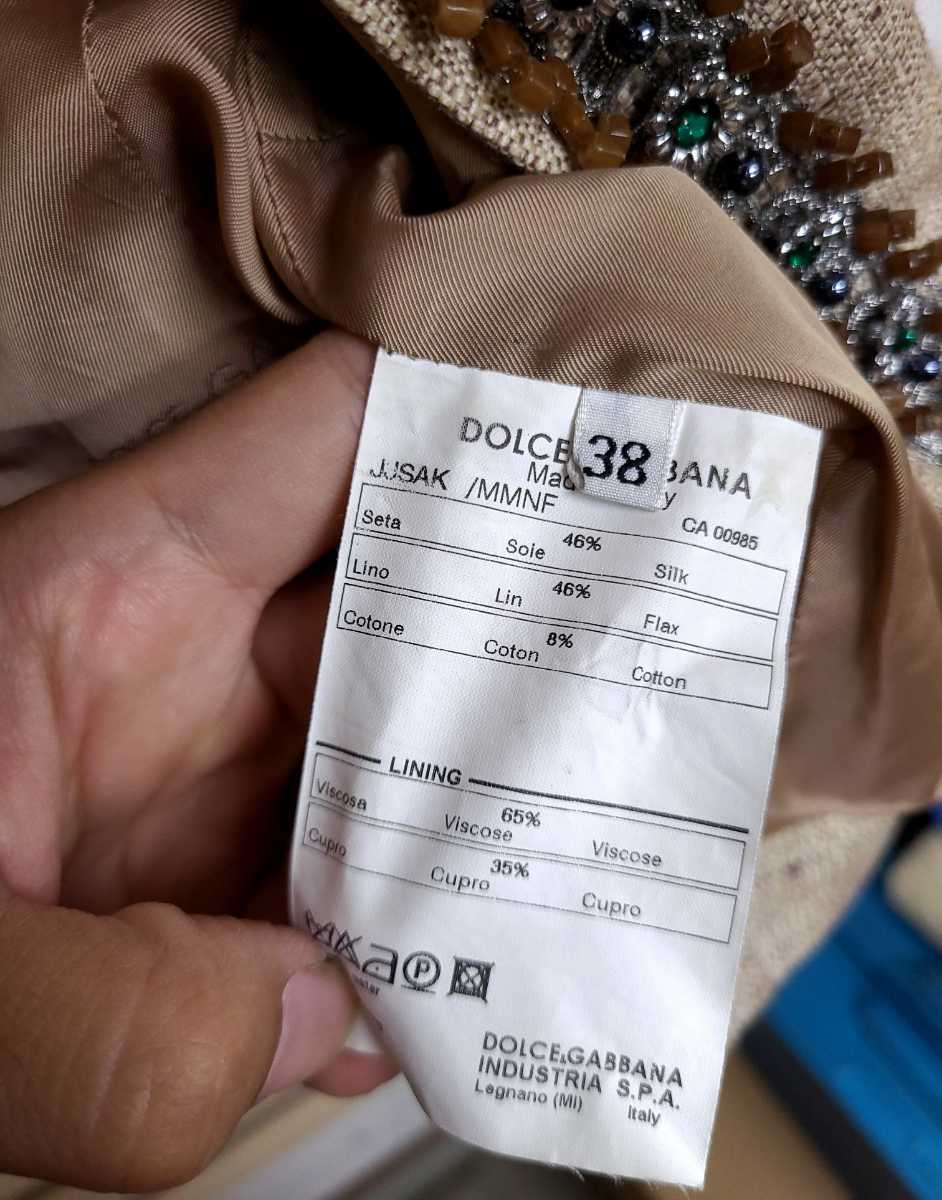 DOLCE BANA
38
Mad y
JJSAK /MMNF CA 00985
Seta Soie 46% Silk
Lino Lin 46% Flax
Cotone Coton 8% Cotton
LINING
Viscosa Viscose 65% Viscose
Cupro Cupro 35% Cupro
P
DOLCE&GABBANA
INDUSTRIA S.P.A.
Legnano (MI) Italy